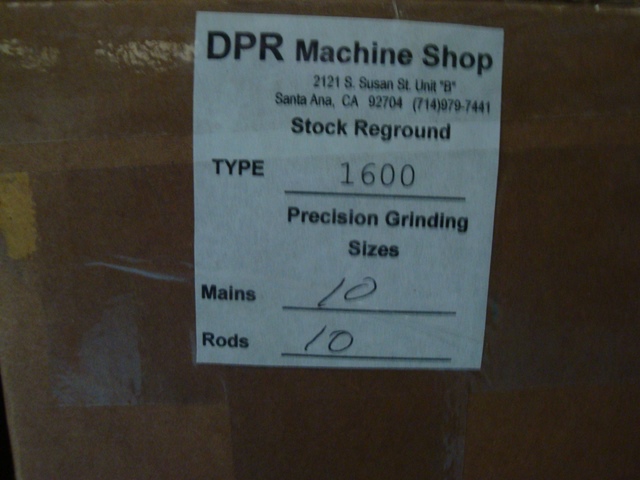 DPR Machine Shop
2121 S. Susan St. Unit "B"
Santa Ana, CA 92704 (714)979-7441
Stock Reground
TYPE 1600
Precision Grinding
Sizes
Mains 10
Rods 10